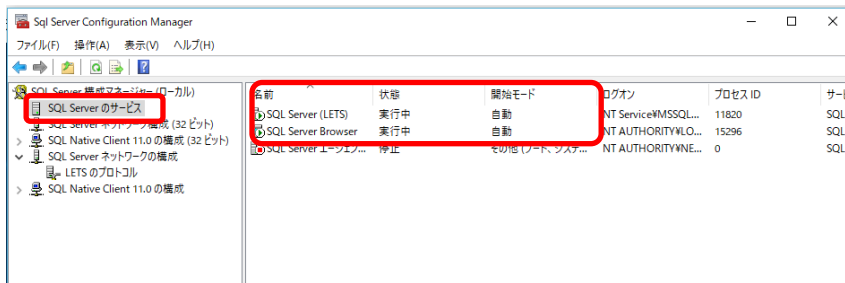 Sql Server Configuration Manager
ファイル(F) 操作(A) 表示(V) ヘルプ(H)
SQL Server 構成マネージャー (ローカル)
SQL Server のサービス
SQL Server ネットワーク構成 (32 ビット)
SQL Native Client 11.0 の構成 (32 ビット)
SQL Server ネットワークの構成
LETS のプロトコル
SQL Native Client 11.0 の構成
名前 状態 開始モード ログオン プロセス ID サー
SQL Server (LETS) 実行中 自動 NT Service¥MSSQL... 11820 SQL
SQL Server Browser 実行中 自動 NT AUTHORITY¥LO... 15296 SQL
SQL Server エージェン... 停止 その他 (ブート、システ... NT AUTHORITY¥NE... 0 SQL